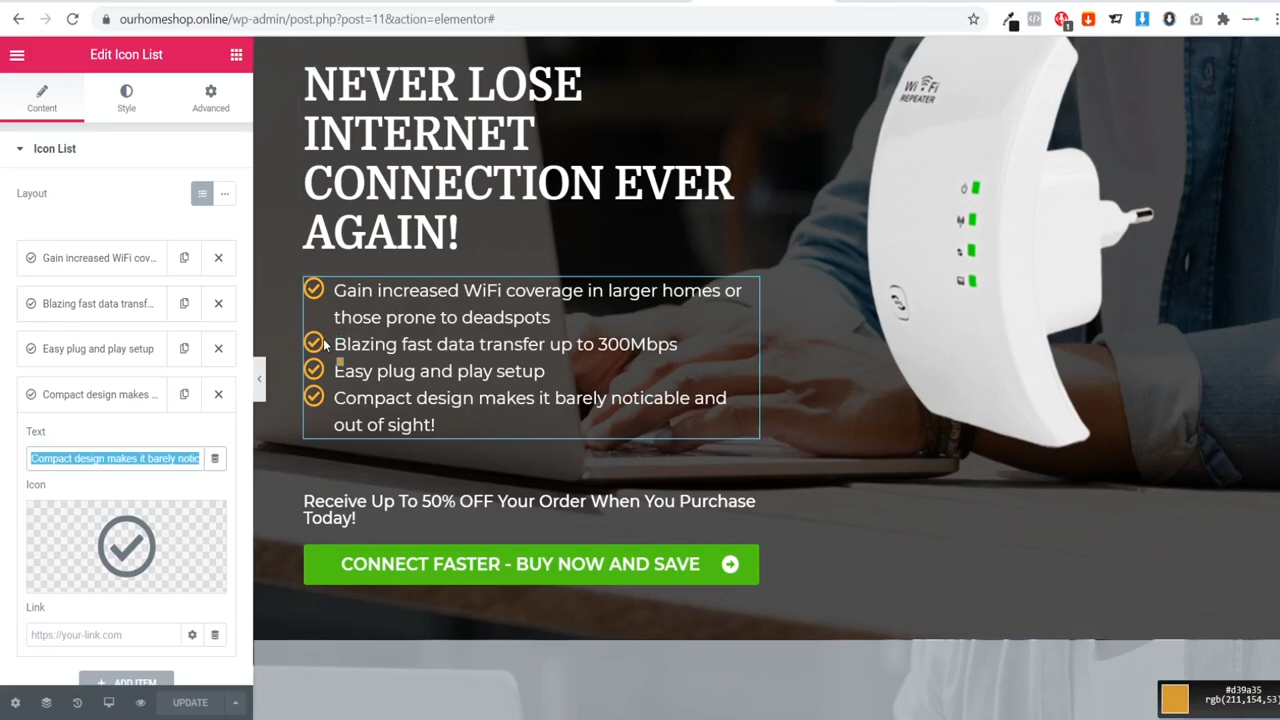 ourhomeshop.online/wp-admin/post.php?post=11&action=elementor#
1
Edit Icon List
Content
Style
Advanced
Icon List
Layout
Gain increased WiFi cov...
Blazing fast data transf...
Easy plug and play setup
Compact design makes ...
Text
Compact design makes it barely notic
Icon
Link
https://your-link.com
+ ADD ITEM
UPDATE
NEVER LOSE
INTERNET
CONNECTION EVER
AGAIN!
Gain increased WiFi coverage in larger homes or
those prone to deadspots
Blazing fast data transfer up to 300Mbps
Easy plug and play setup
Compact design makes it barely noticable and
out of sight!
Receive Up To 50% OFF Your Order When You Purchase
Today!
CONNECT FASTER - BUY NOW AND SAVE
WiFi
REPEATER
#d39a35
rgb(211,154,53)